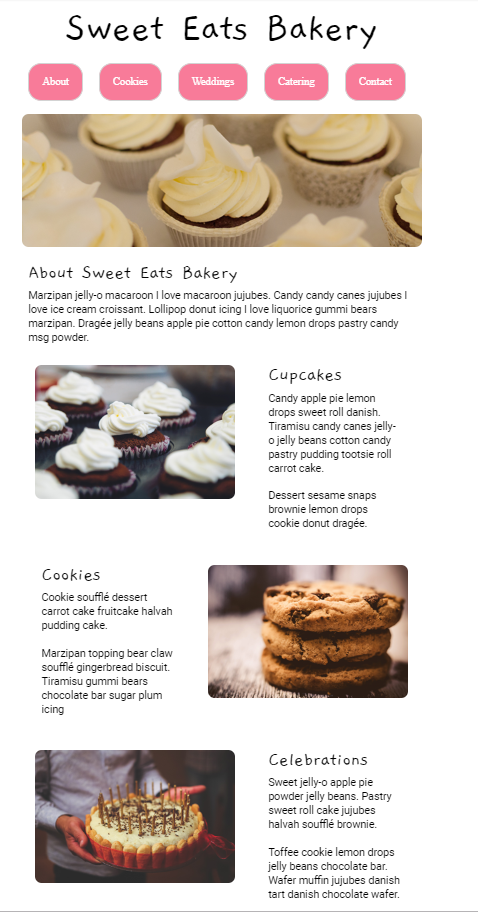 Sweet Eats Bakery
About
Cookies
Weddings
Catering
Contact
About Sweet Eats Bakery
Marzipan jelly-o macaroon I love macaroon jujubes. Candy candy canes jujubes I
love ice cream croissant. Lollipop donut icing I love liquorice gummi bears
marzipan. Dragée jelly beans apple pie cotton candy lemon drops pastry candy
msg powder.
Cupcakes
Candy apple pie lemon
drops sweet roll danish.
Tiramisu candy canes jelly-
o jelly beans cotton candy
pastry pudding tootsie roll
carrot cake.
Dessert sesame snaps
brownie lemon drops
cookie donut dragée.
Cookies
Cookie soufflé dessert
carrot cake fruitcake halvah
pudding cake.
Marzipan topping bear claw
soufflé gingerbread biscuit.
Tiramisu gummi bears
chocolate bar sugar plum
icing
Celebrations
Sweet jelly-o apple pie
powder jelly beans. Pastry
sweet roll cake jujubes
halvah soufflé brownie.
Toffee cookie lemon drops
jelly beans chocolate bar.
Wafer muffin jujubes danish
tart danish chocolate wafer.